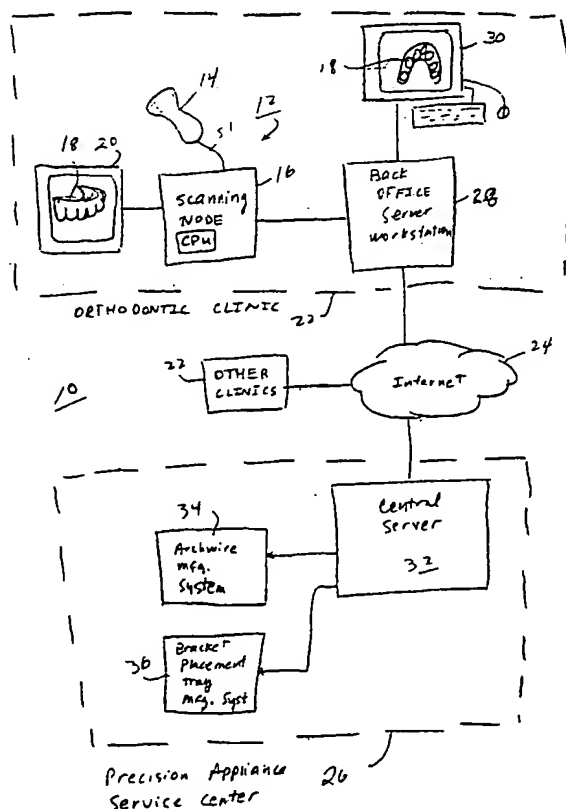 30
18
14
12
51
18
20
16
Scanning
NODE
CPU
Back
OFFICE
Server
Workstation
28
ORTHODONTIC CLINIC
22
24
22
OTHER
CLINICS
Internet
10
Central
Server
32
34
Archwire
mfg.
System
36
Bracket
Placement
Tray
Mfg. Syst
Precision Appliance
Service Center
26